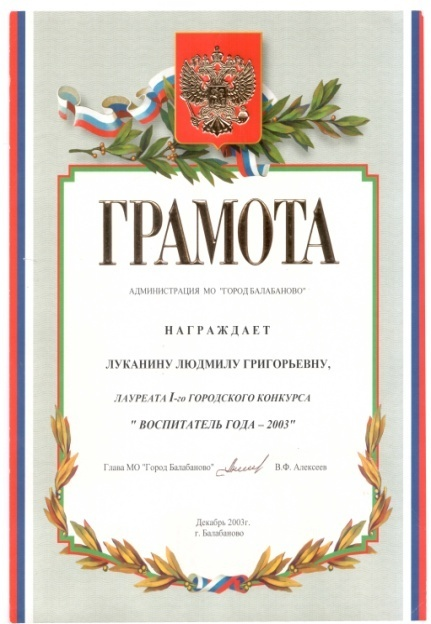 ГРАМОТА
АДМИНИСТРАЦИЯ МО "ГОРОД БАЛАБАНОВО"
НАГРАЖДАЕТ
ЛУКАНИНУ ЛЮДМИЛУ ГРИГОРЬЕВНУ,
ЛАУРЕАТА I-го ГОРОДСКОГО КОНКУРСА
" ВОСПИТАТЕЛЬ ГОДА – 2003"
Глава МО "Город Балабаново" В.Ф. Алексеев
Декабрь 2003г.
г. Балабаново